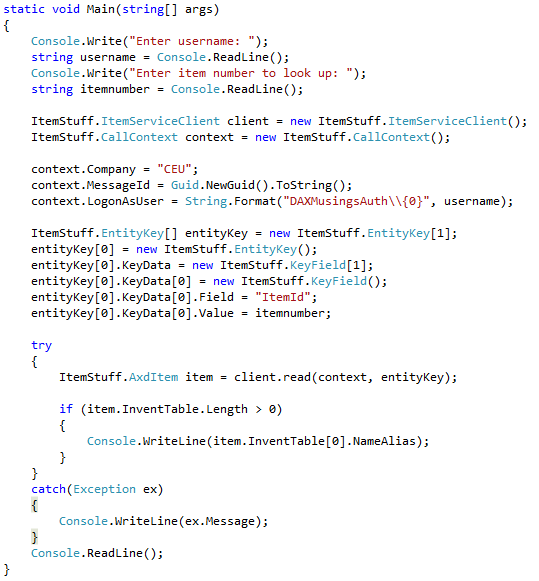 static void Main(string[] args)
{
    Console.Write("Enter username: ");
    string username = Console.ReadLine();
    Console.Write("Enter item number to look up: ");
    string itemnumber = Console.ReadLine();

    ItemStuff.ItemServiceClient client = new ItemStuff.ItemServiceClient();
    ItemStuff.CallContext context = new ItemStuff.CallContext();

    context.Company = "CEU";
    context.MessageId = Guid.NewGuid().ToString();
    context.LogonAsUser = String.Format("DAXMusingsAuth\\{0}", username);

    ItemStuff.EntityKey[] entityKey = new ItemStuff.EntityKey[1];
    entityKey[0] = new ItemStuff.EntityKey();
    entityKey[0].KeyData = new ItemStuff.KeyField[1];
    entityKey[0].KeyData[0] = new ItemStuff.KeyField();
    entityKey[0].KeyData[0].Field = "ItemId";
    entityKey[0].KeyData[0].Value = itemnumber;

    try
    {
        ItemStuff.AxdItem item = client.read(context, entityKey);

        if (item.InventTable.Length > 0)
        {
            Console.WriteLine(item.InventTable[0].NameAlias);
        }
    }
    catch(Exception ex)
    {
        Console.WriteLine(ex.Message);
    }
    Console.ReadLine();
}